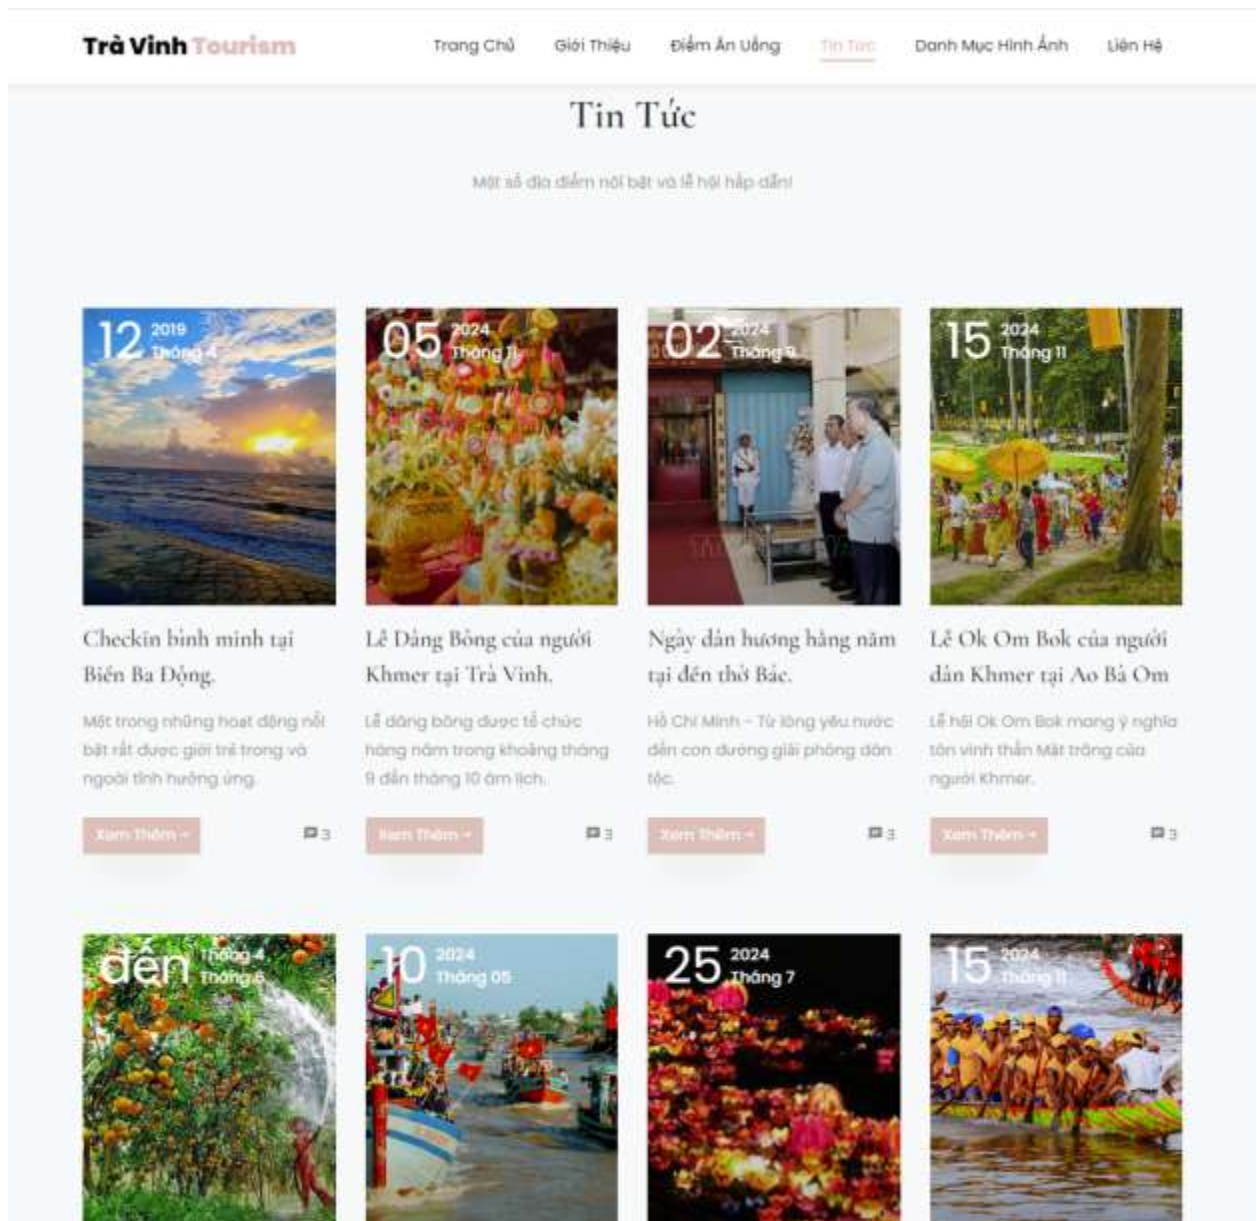 Trà Vinh Tourism
Trang Chủ Giới Thiệu Điểm Ăn Uống Tin Tức Danh Mục Hình Ảnh Liên Hệ
Tin Tức
Một số địa điểm nổi bật và lễ hội hấp dẫn!
12 2019
Tháng 4
05 2024
Tháng 11
02 2024
Tháng 9
15 2024
Tháng 11
Checkin bình minh tại
Biển Ba Động.
Một trong những hoạt động nổi
bật rất được giới trẻ trong và
ngoài tỉnh hưởng ứng.
Xem Thêm→
3
Lễ Dâng Bông của người
Khmer tại Trà Vinh.
Lễ dâng bông được tổ chức
hàng năm trong khoảng tháng
9 đến tháng 10 âm lịch.
Xem Thêm→
3
Ngày dân hương hằng năm
tại đền thờ Bác.
Hồ Chí Minh - Từ lòng yêu nước
đến con đường giải phóng dân
tộc.
Xem Thêm→
3
Lễ Ok Om Bok của người
dân Khmer tại Ao Bà Om
Lễ hội Ok Om Bok mang ý nghĩa
tôn vinh thần Mặt trăng của
người Khmer.
Xem Thêm→
3
đến Tháng 4
Tháng 6
10 2024
Tháng 05
25 2024
Tháng 7
15 2024
Tháng 11